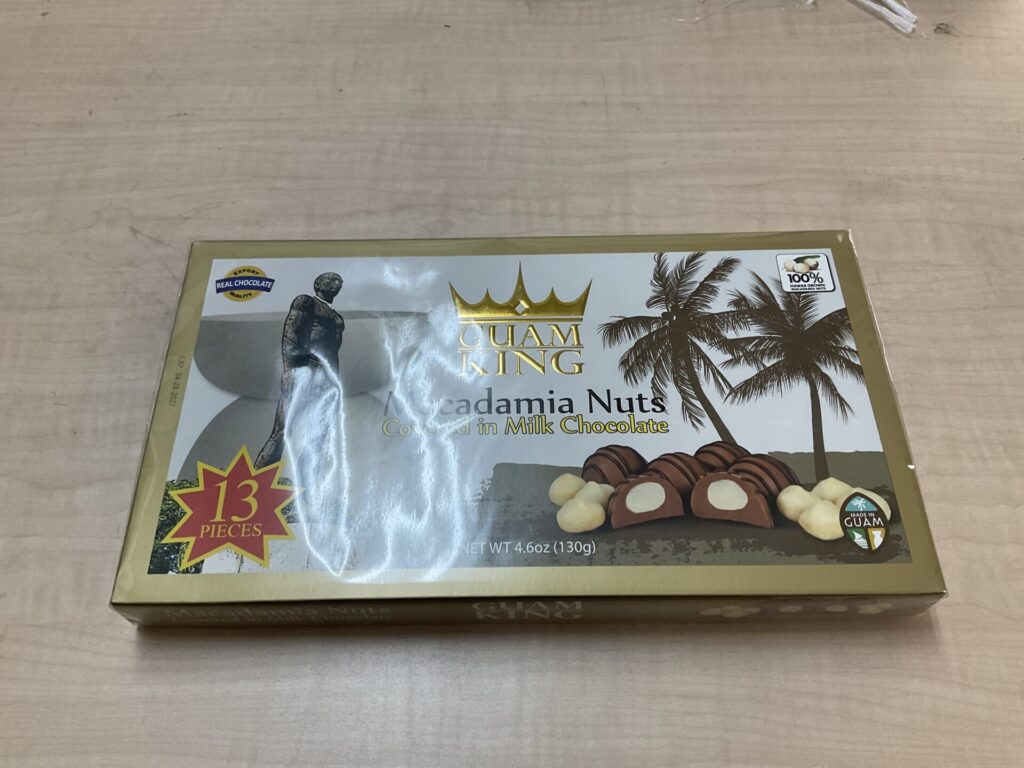 EXPORT
REAL CHOCOLATE
QUALITY
100%
HAWAII GROWN
MACADAMIA NUTS
GUAM
KING
Macadamia Nuts
Covered in Milk Chocolate
13
PIECES
MADE IN
GUAM
NET WT 4.6oz (130g)
Macadamia Nuts
Covered in Milk Chocolate
GUAM
KING